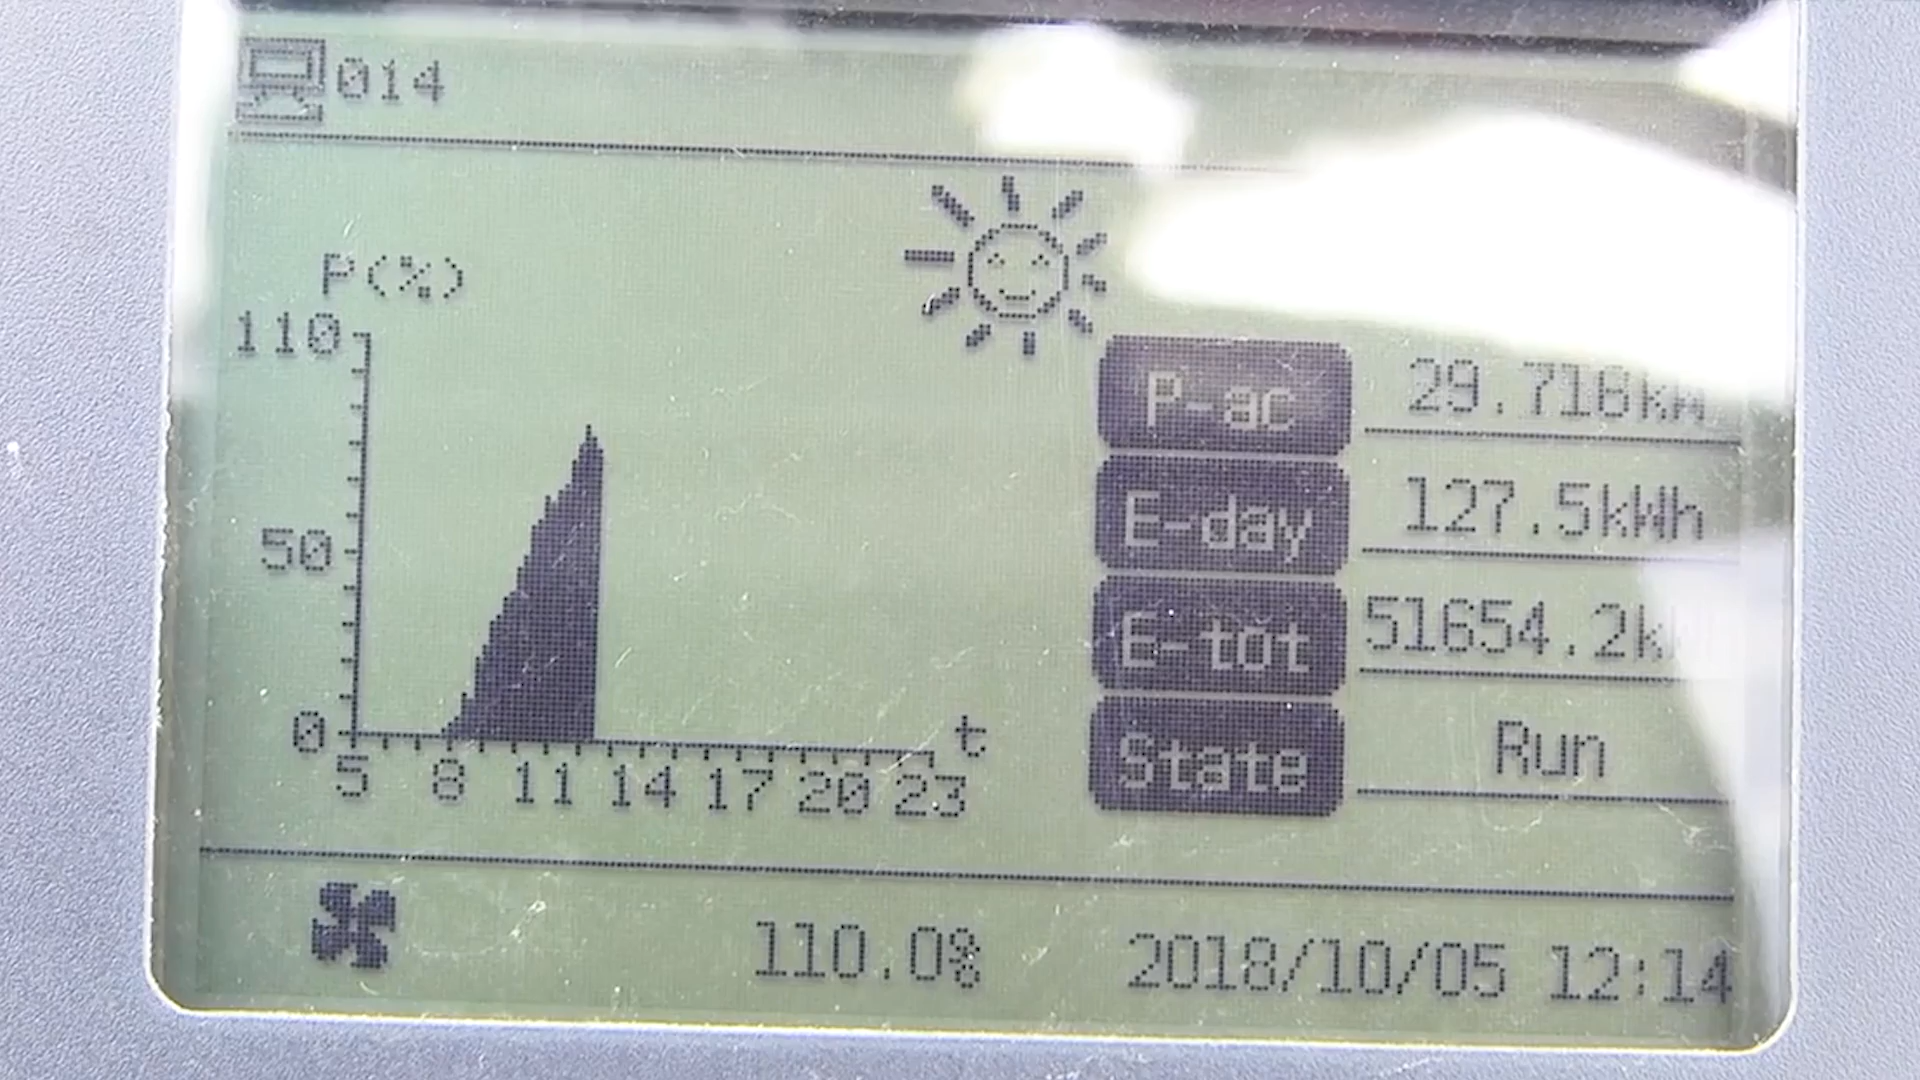 014
P(%)
110
50
0
5 8 11 14 17 20 23 t
P-ac 29.718kW
E-day 127.5kWh
E-tot 51654.2k
State Run
110.0% 2018/10/05 12:14